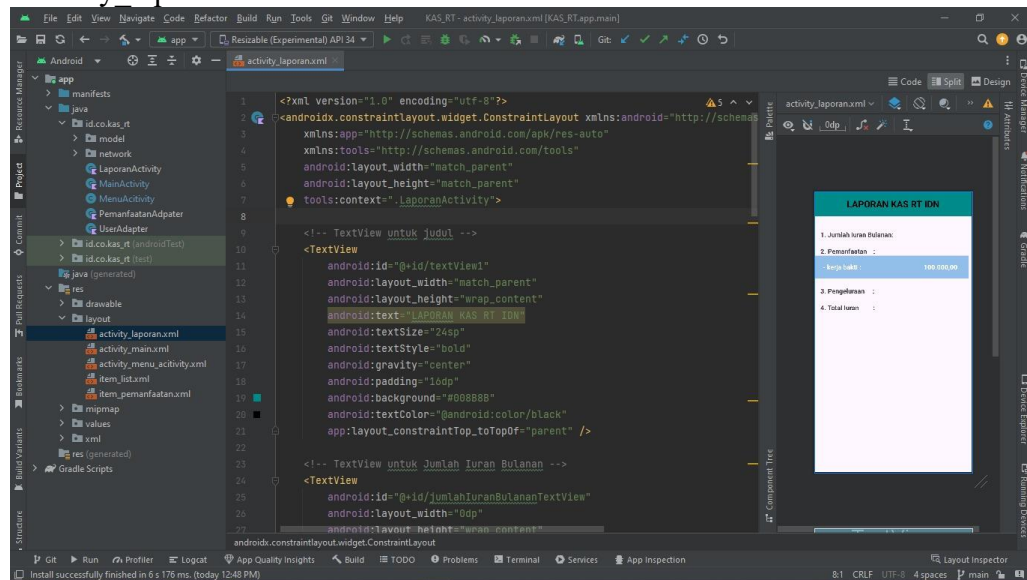 File Edit View Navigate Code Refactor Build Run Tools Git Window Help KAS_RT - activity_laporan.xml [KAS_RT.app.main]
app Resizable (Experimental) API 34 Git:
Android activity_laporan.xml
Code Split Design
app
manifests
java
id.co.kas_rt
model
network
LaporanActivity
MainActivity
MenuAcitivity
PemanfaatanAdpater
UserAdapter
id.co.kas_rt (androidTest)
id.co.kas_rt (test)
java (generated)
res
drawable
layout
activity_laporan.xml
activity_main.xml
activity_menu_acitivity.xml
item_list.xml
item_pemanfaatan.xml
mipmap
values
xml
res (generated)
Gradle Scripts
Resource Manager
Project
Commit
Pull Requests
Bookmarks
Build Variants
Structure
1 <?xml version="1.0" encoding="utf-8"?>
2 <androidx.constraintlayout.widget.ConstraintLayout xmlns:android="http://schemas
3 xmlns:app="http://schemas.android.com/apk/res-auto"
4 xmlns:tools="http://schemas.android.com/tools"
5 android:layout_width="match_parent"
6 android:layout_height="match_parent"
7 tools:context=".LaporanActivity">
8
9 <!-- TextView untuk judul -->
10 <TextView
11 android:id="@+id/textView1"
12 android:layout_width="match_parent"
13 android:layout_height="wrap_content"
14 android:text="LAPORAN KAS RT IDN"
15 android:textSize="24sp"
16 android:textStyle="bold"
17 android:gravity="center"
18 android:padding="16dp"
19 android:background="#008B8B"
20 android:textColor="@android:color/black"
21 app:layout_constraintTop_toTopOf="parent" />
22
23 <!-- TextView untuk Jumlah Iuran Bulanan -->
24 <TextView
25 android:id="@+id/jumlahIuranBulananTextView"
26 android:layout_width="0dp"
27 android:layout_height="wrap_content"
5
androidx.constraintlayout.widget.ConstraintLayout
Palette
Component Tree
activity_laporan.xml
0dp
LAPORAN KAS RT IDN
1. Jumlah Iuran Bulanan:
2. Pemanfaatan :
- kerja bakti : 100.000,00
3. Pengeluaraan :
4. Total Iuran :
Attributes
Device Manager
Notifications
Gradle
Device Explorer
Running Devices
Git Run Profiler Logcat App Quality Insights Build TODO Problems Terminal Services App Inspection Layout Inspector
Install successfully finished in 6 s 176 ms. (today 12:48 PM) 8:1 CRLF UTF-8 4 spaces main